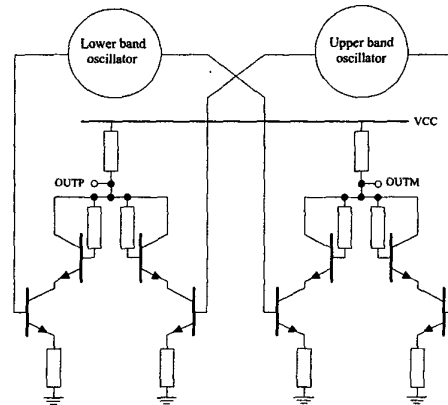 Lower band
oscillator
Upper band
oscillator
VCC
OUTP
OUTM